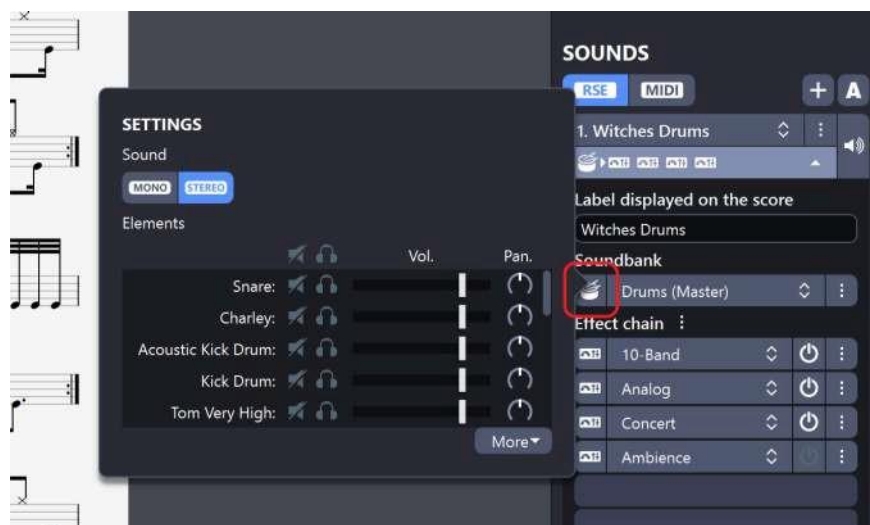 SETTINGS
Sound
MONO STEREO
Elements
Vol. Pan.
Snare:
Charley:
Acoustic Kick Drum:
Kick Drum:
Tom Very High:
More
SOUNDS
RSE MIDI + A
1. Witches Drums
Label displayed on the score
Witches Drums
Soundbank
Drums (Master)
Effect chain
10-Band
Analog
Concert
Ambience